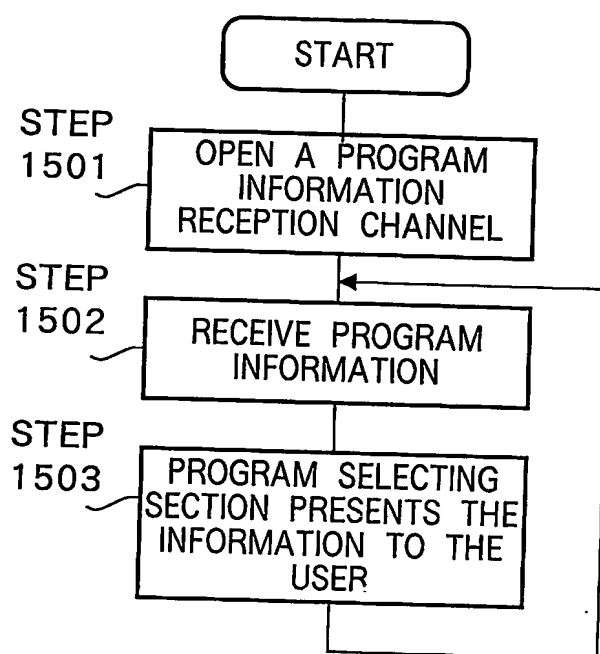 START
STEP
1501
OPEN A PROGRAM
INFORMATION
RECEPTION CHANNEL
STEP
1502
RECEIVE PROGRAM
INFORMATION
STEP
1503
PROGRAM SELECTING
SECTION PRESENTS THE
INFORMATION TO THE
USER